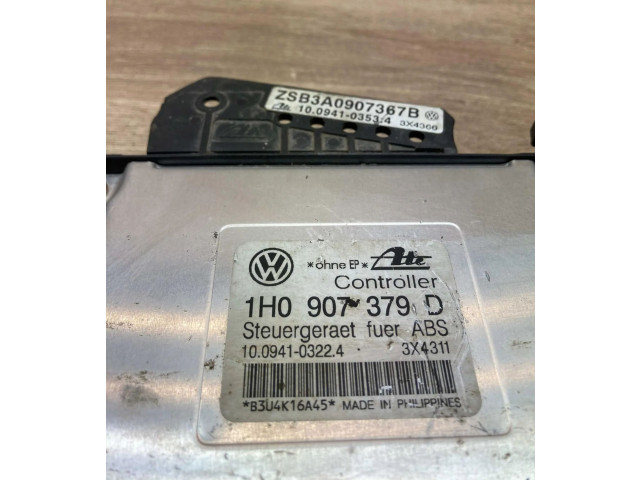 ZSB3A0907367B
Ate 10.0941-0353.4 3X4366
*ohne EP* Ate
Controller
1H0 907 379 D
Steuergeraet fuer ABS
10.0941-0322.4 3X4311
*B3U4K16A45* MADE IN PHILIPPINES